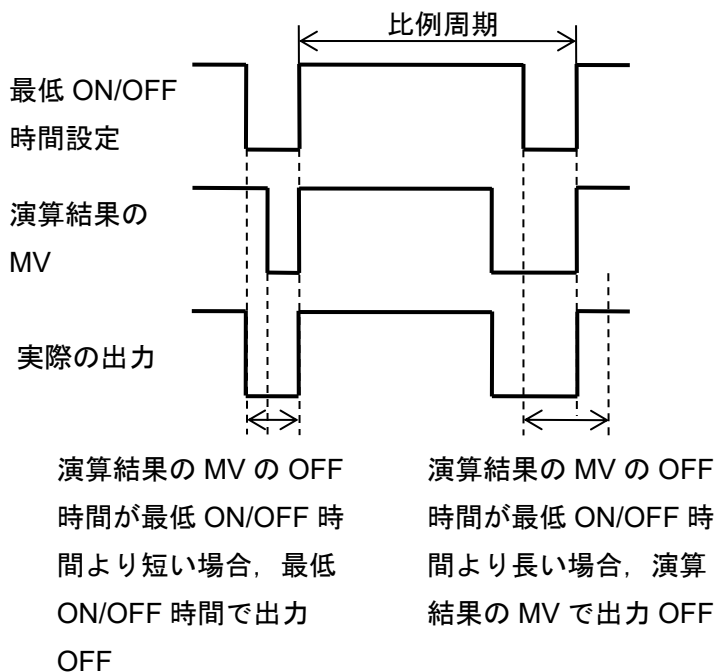 比例周期
最低 ON/OFF
時間設定
演算結果の
MV
実際の出力
演算結果の MV の OFF
時間が最低 ON/OFF 時
間より短い場合，最低
ON/OFF 時間で出力
OFF
演算結果の MV の OFF
時間が最低 ON/OFF 時
間より長い場合，演算
結果の MV で出力 OFF